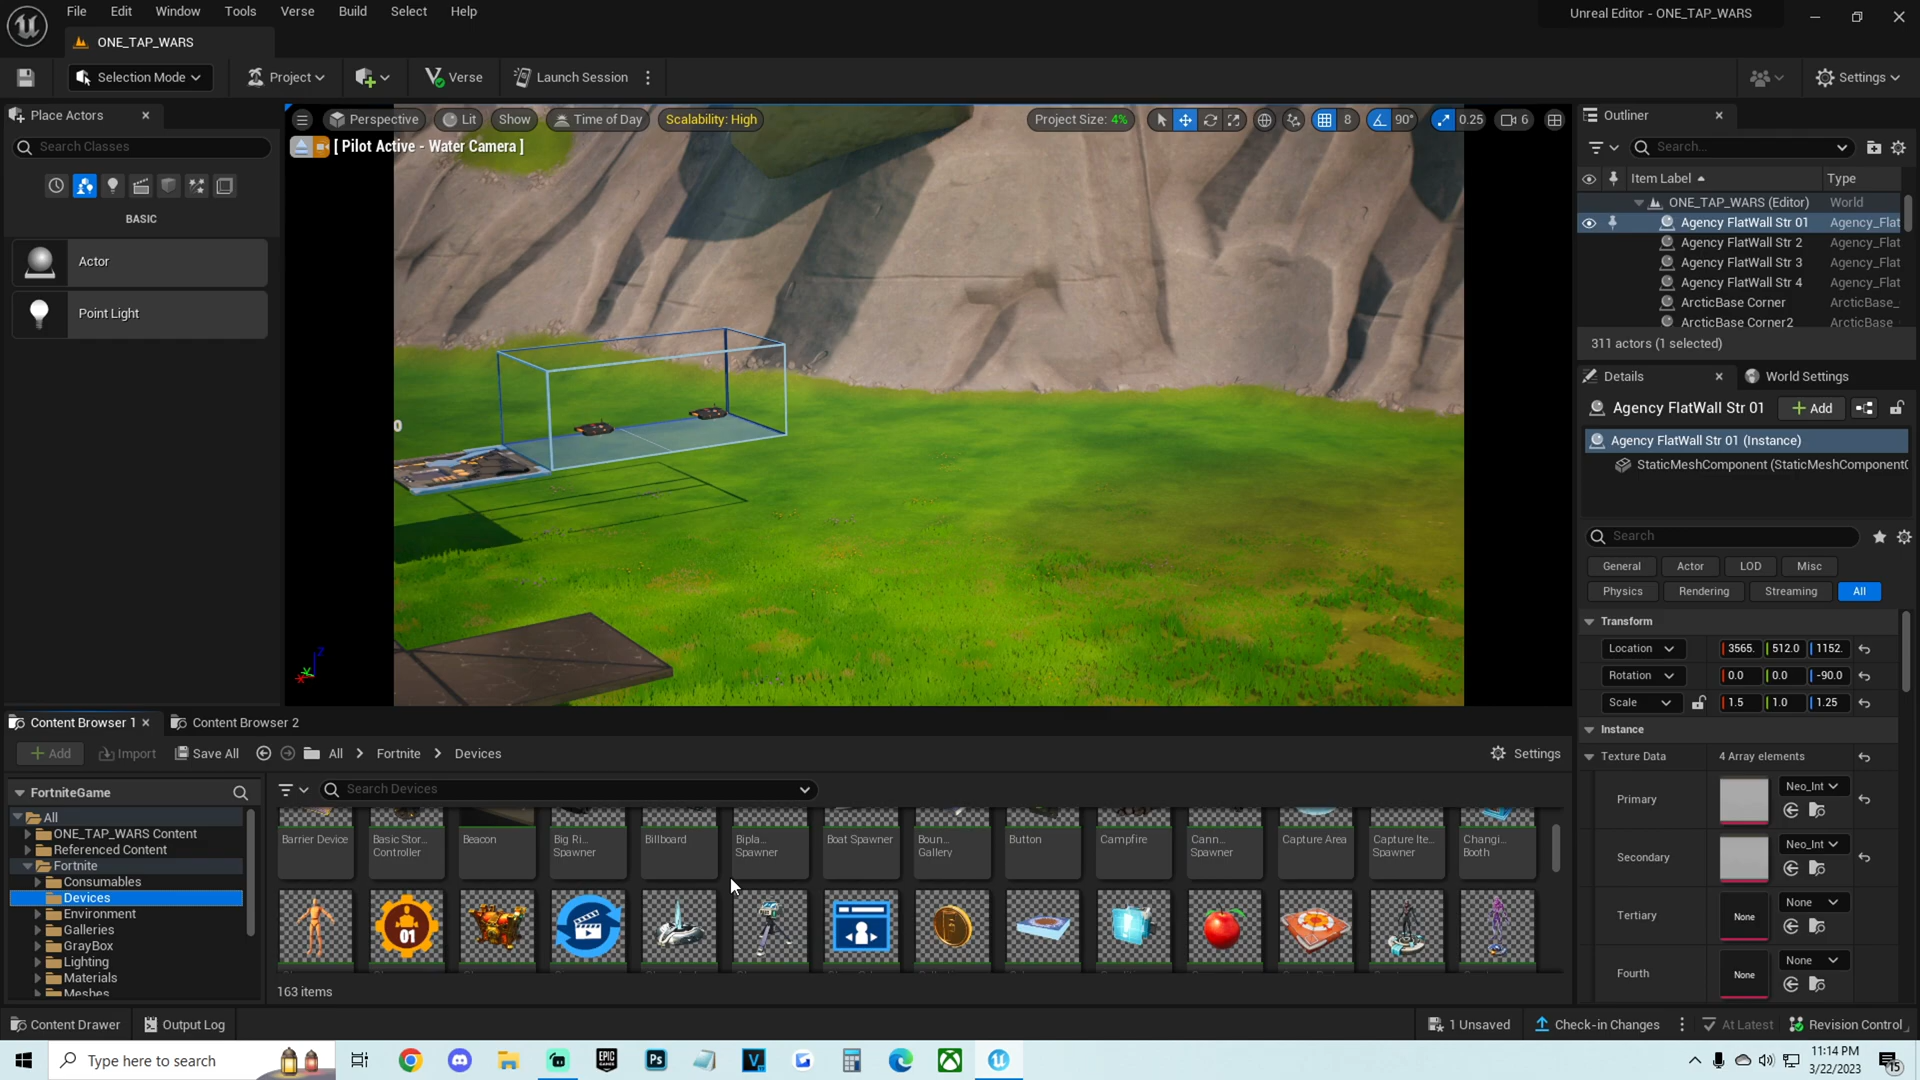 File Edit Window Tools Verse Build Select Help
Unreal Editor - ONE_TAP_WARS
ONE_TAP_WARS
Selection Mode
Project
Verse
Launch Session
Settings
Place Actors
Search Classes
BASIC
Actor
Point Light
Perspective
Lit
Show
Time of Day
Scalability: High
[ Pilot Active - Water Camera ]
Project Size: 4%
8
90°
0.25
6
Outliner
Search...
Item Label
Type
ONE_TAP_WARS (Editor) World
Agency FlatWall Str 01 Agency_Flat
Agency FlatWall Str 2 Agency_Flat
Agency FlatWall Str 3 Agency_Flat
Agency FlatWall Str 4 Agency_Flat
ArcticBase Corner ArcticBase_
ArcticBase Corner2 ArcticBase
311 actors (1 selected)
Details
World Settings
Agency FlatWall Str 01
Add
Agency FlatWall Str 01 (Instance)
StaticMeshComponent (StaticMeshComponent0
Search
General Actor LOD Misc
Physics Rendering Streaming All
Transform
Location 3565. 512.0 1152.
Rotation 0.0 0.0 -90.0
Scale 1.5 1.0 1.25
Instance
Texture Data 4 Array elements
Primary Neo_Int
Secondary Neo_Int
Tertiary None None
Fourth None None
Content Browser 1
Content Browser 2
Add Import Save All All Fortnite Devices Settings
FortniteGame
Search Devices
All
ONE_TAP_WARS Content
Referenced Content
Fortnite
Consumables
Devices
Environment
Galleries
GrayBox
Lighting
Materials
Meshes
Barrier Device
Basic Stor... Controller
Beacon
Big Ri... Spawner
Billboard
Bipla... Spawner
Boat Spawner
Boun... Gallery
Button
Campfire
Cann... Spawner
Capture Area
Capture Ite... Spawner
Changi... Booth
01
163 items
Content Drawer
Output Log
1 Unsaved
Check-in Changes
At Latest
Revision Control
Type here to search
11:14 PM
3/22/2023
15